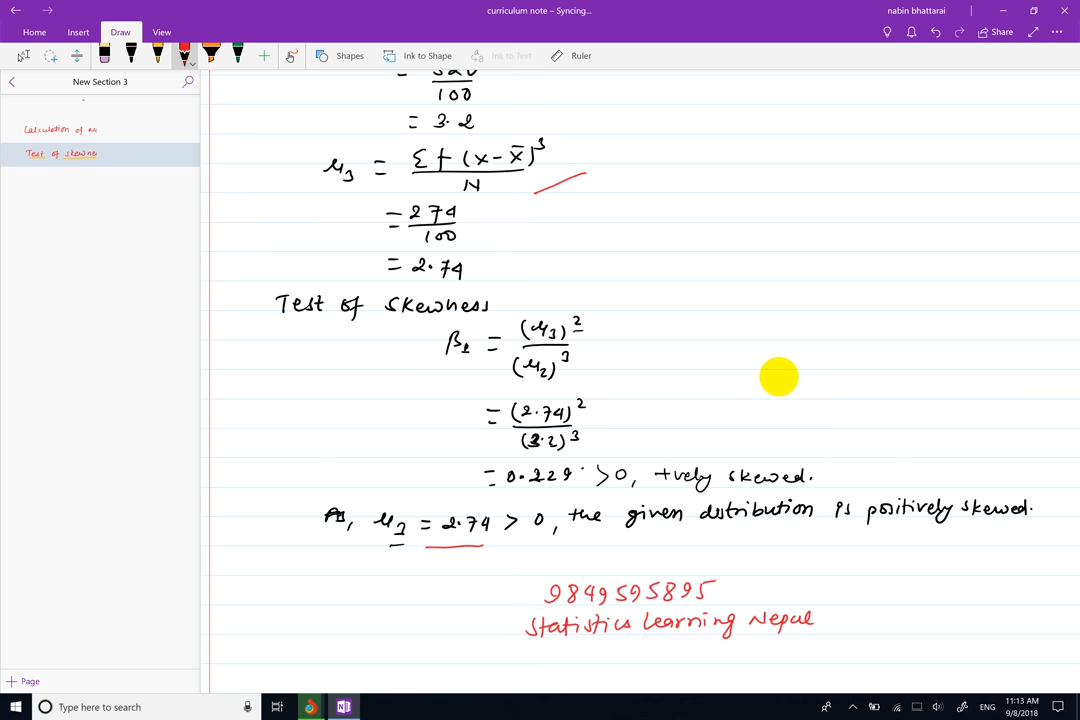 curriculum note – Syncing...
nabin bhattarai
Home Insert Draw View
Share
Shapes Ink to Shape Ink to Text Ruler
New Section 3
Calculation of
Test of skewnes
= 320
100
= 3.2
μ3 = Σf(x-x̄)^3
N
= 274
100
= 2.74
Test of skewness
β1 = (μ3)^2
(μ2)^3
= (2.74)^2
(3.2)^3
= 0.229 >0, +vely skewed.
As, μ3 = 2.74 > 0, the given distribution is positively skewed.
9849595895
Statistics Learning Nepal
+ Page
Type here to search
11:13 AM
9/8/2018